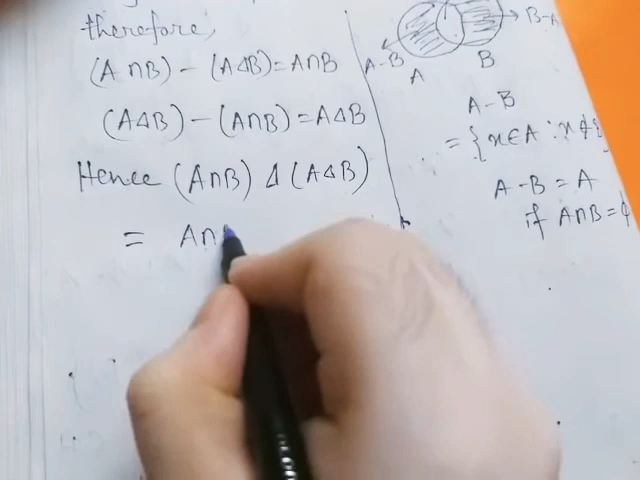 therefore,
(A∩B) - (AΔB) = A∩B
(AΔB) - (A∩B) = AΔB
Hence (A∩B) Δ (AΔB)
= A∩
B-A
A-B
A
B
A-B
= {x∈A : x∉
A-B = A
if A∩B = ϕ